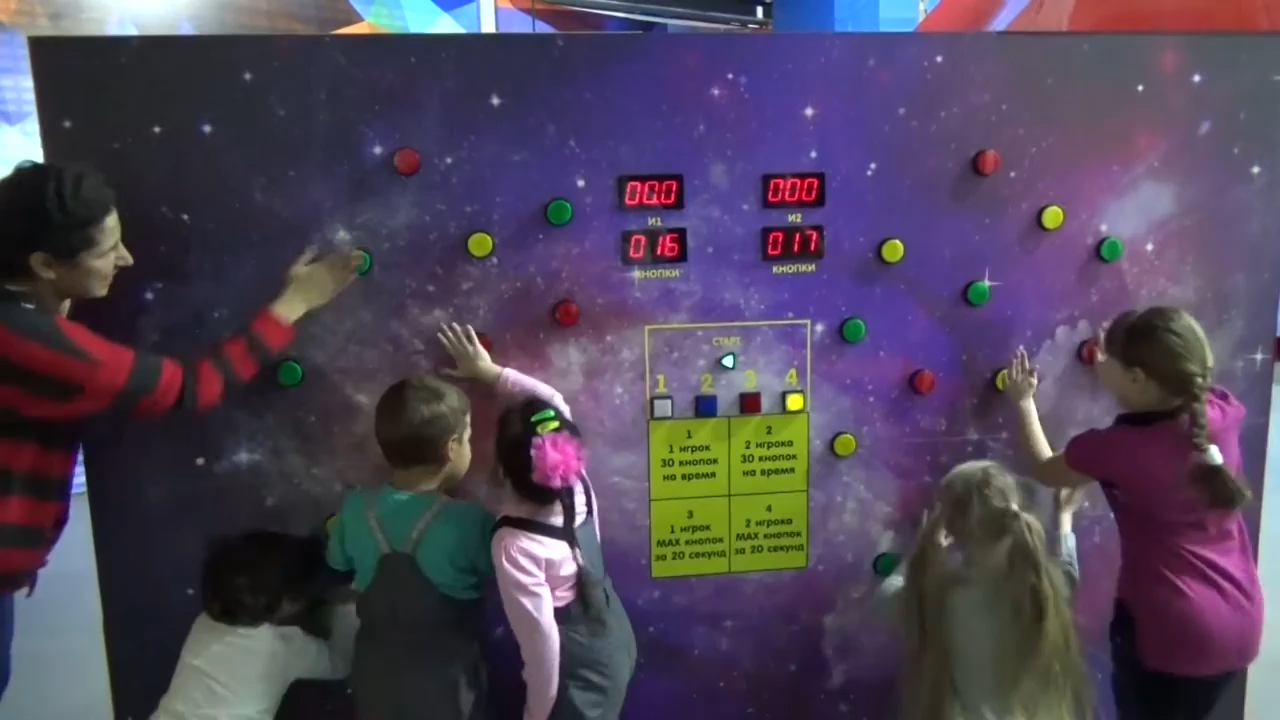 00.0 000
И1 И2
016 017
КНОПКИ КНОПКИ
СТАРТ
1 2 3 4
1
1 игрок
30 кнопок
на время
2
2 игрока
30 кнопок
на время
3
1 игрок
MAX кнопок
за 20 секунд
4
2 игрока
MAX кнопок
за 20 секунд